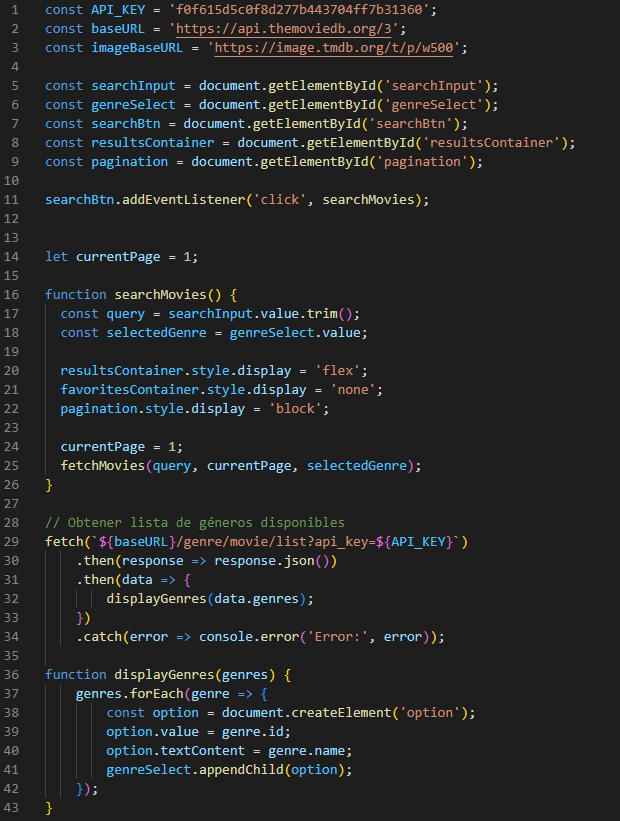 1 const API_KEY = 'f0f615d5c0f8d277b443704ff7b31360';
2 const baseURL = 'https://api.themoviedb.org/3';
3 const imageBaseURL = 'https://image.tmdb.org/t/p/w500';
4
5 const searchInput = document.getElementById('searchInput');
6 const genreSelect = document.getElementById('genreSelect');
7 const searchBtn = document.getElementById('searchBtn');
8 const resultsContainer = document.getElementById('resultsContainer');
9 const pagination = document.getElementById('pagination');
10
11 searchBtn.addEventListener('click', searchMovies);
12
13
14 let currentPage = 1;
15
16 function searchMovies() {
17   const query = searchInput.value.trim();
18   const selectedGenre = genreSelect.value;
19
20   resultsContainer.style.display = 'flex';
21   favoritesContainer.style.display = 'none';
22   pagination.style.display = 'block';
23
24   currentPage = 1;
25   fetchMovies(query, currentPage, selectedGenre);
26 }
27
28 // Obtener lista de géneros disponibles
29 fetch(`${baseURL}/genre/movie/list?api_key=${API_KEY}`)
30     .then(response => response.json())
31     .then(data => {
32         displayGenres(data.genres);
33     })
34     .catch(error => console.error('Error:', error));
35
36 function displayGenres(genres) {
37     genres.forEach(genre => {
38         const option = document.createElement('option');
39         option.value = genre.id;
40         option.textContent = genre.name;
41         genreSelect.appendChild(option);
42     });
43 }